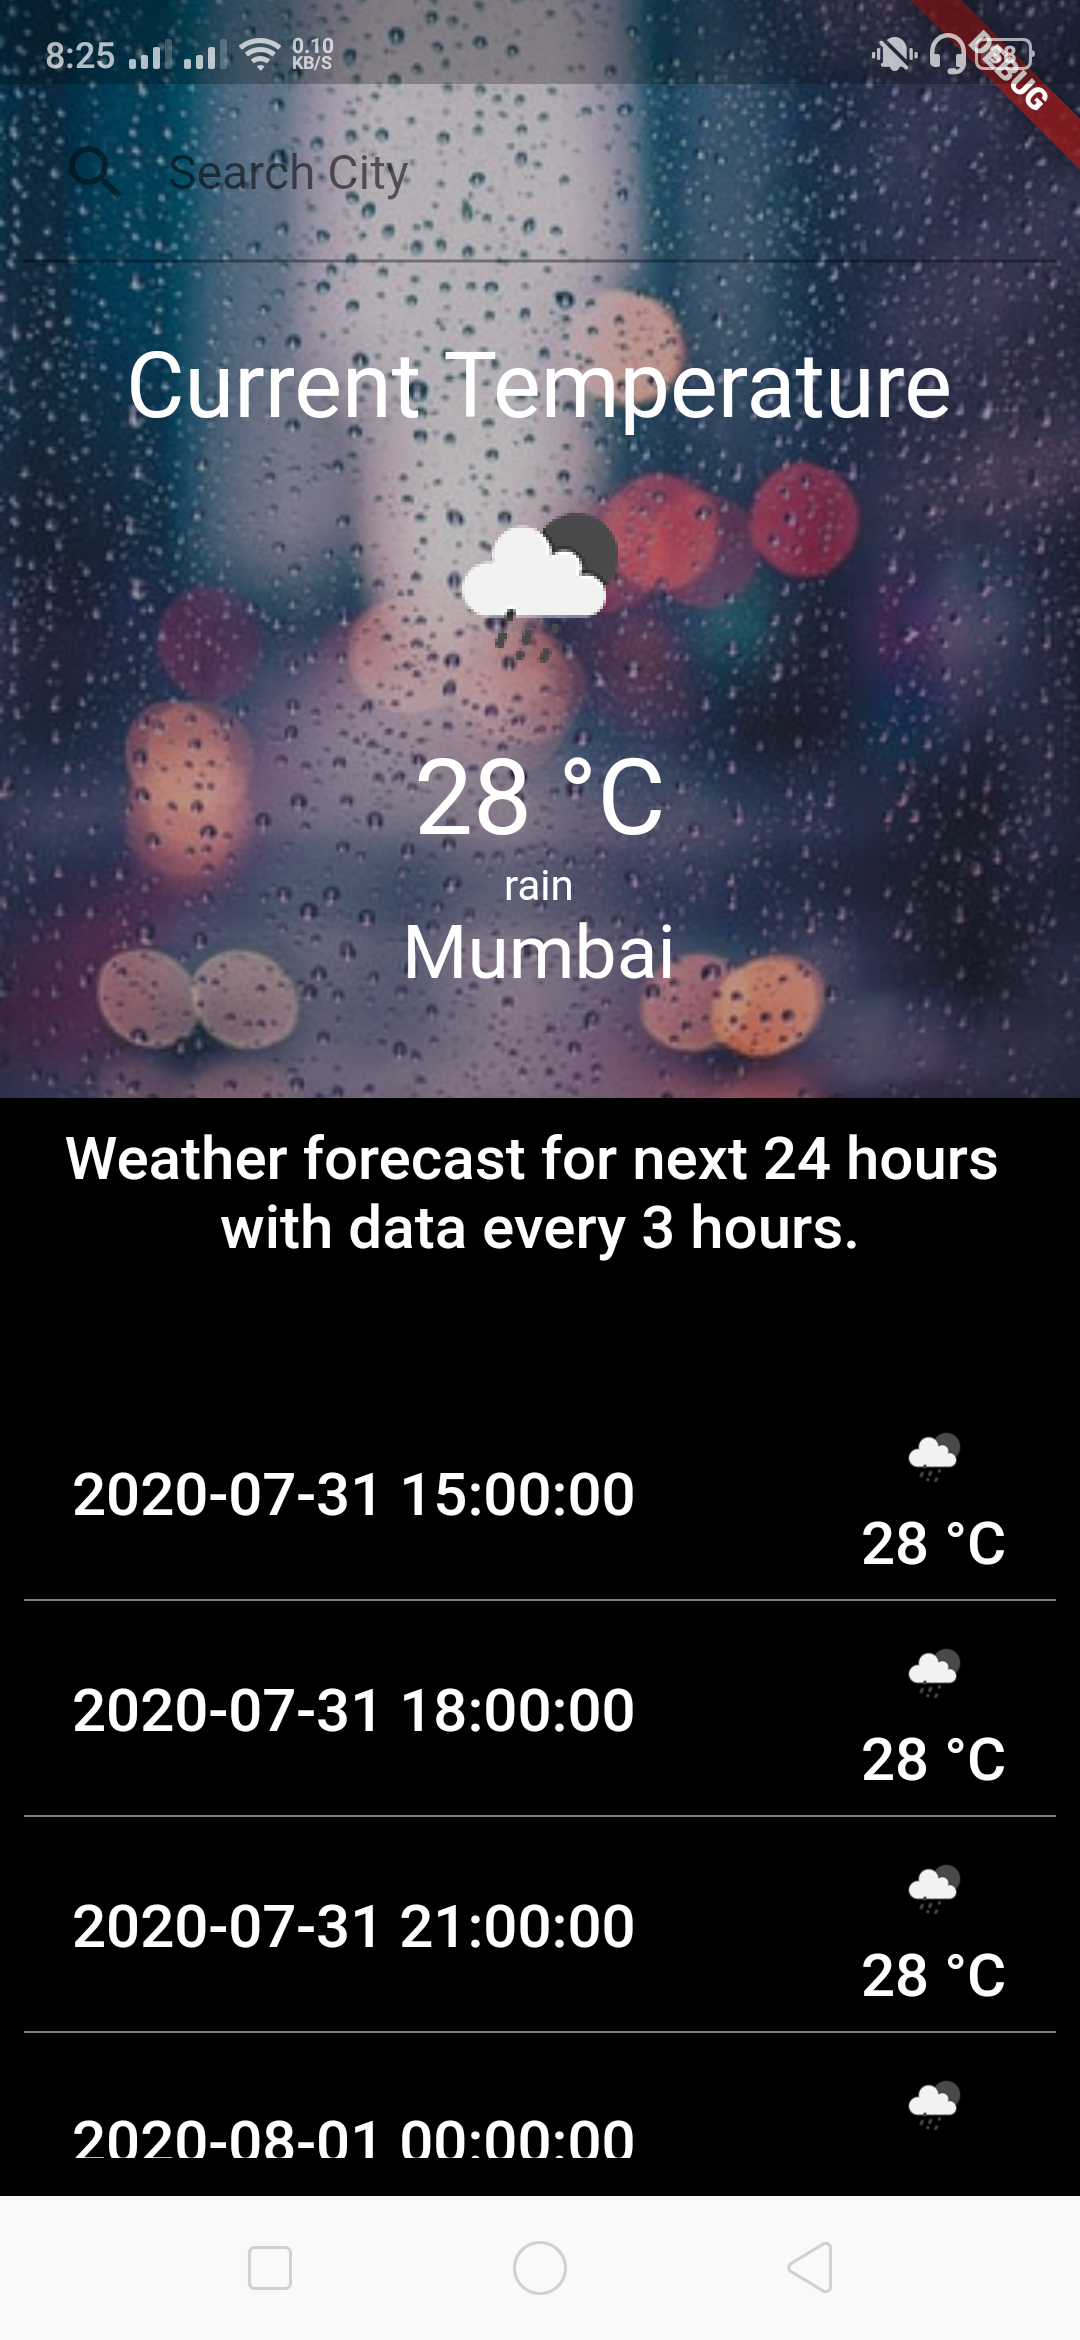 8:25
0.10
KB/S
DEBUG
Search City
Current Temperature
28 °C
rain
Mumbai
Weather forecast for next 24 hours
with data every 3 hours.
2020-07-31 15:00:00
28 °C
2020-07-31 18:00:00
28 °C
2020-07-31 21:00:00
28 °C
2020-08-01 00:00:00